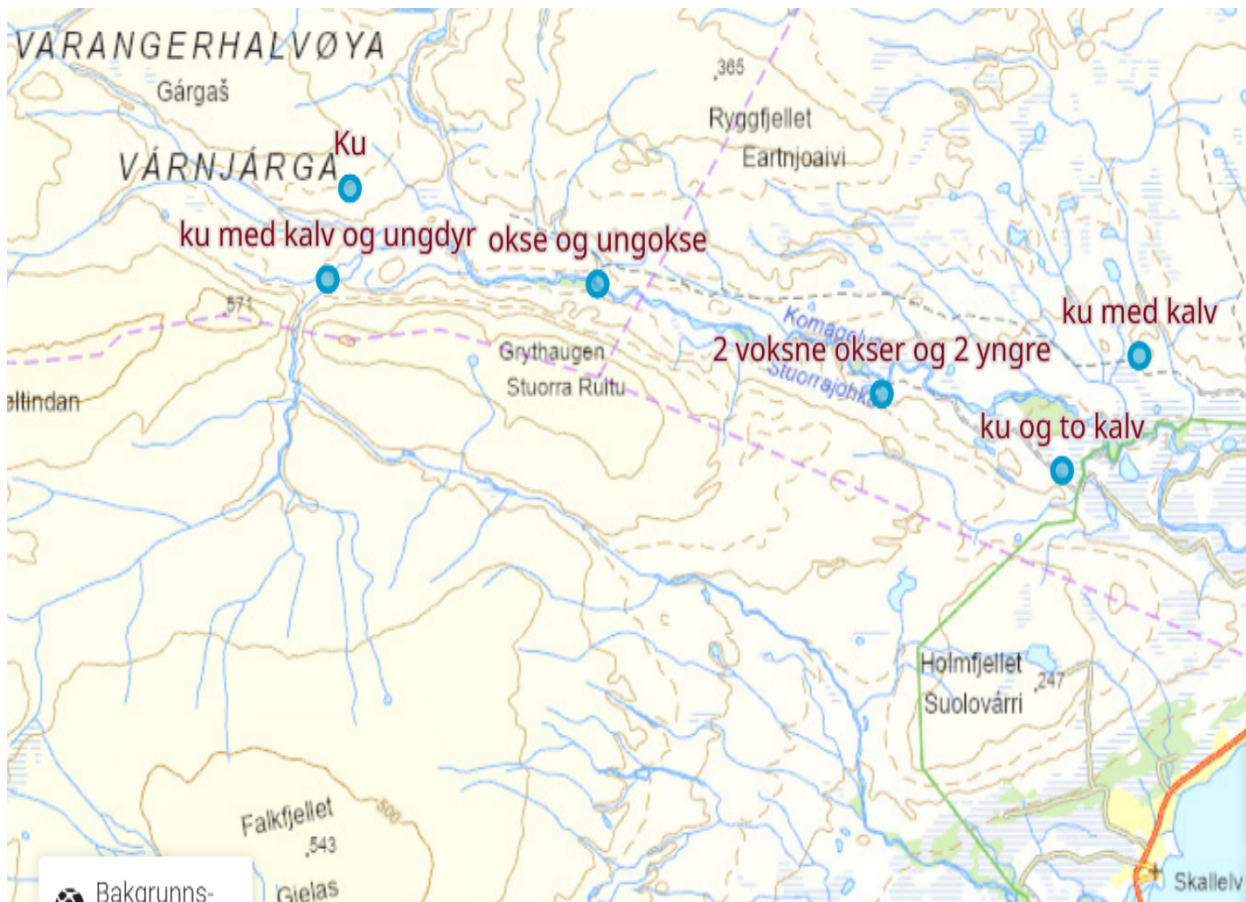 VARANGERHALVØYA
Gárgaš
365
Ryggfjellet
Eartnjoaivi
VÁRNJÁRGA
Ku
ku med kalv og ungdyr
okse og ungokse
571
Grythaugen
Stuorra Rultu
ku med kalv
2 voksne okser og 2 yngre
ku og to kalv
eltindan
Holmfjellet
247
Suolovárri
500
Falkfjellet
543
Gielas
Skallelv
Bakgrunns-